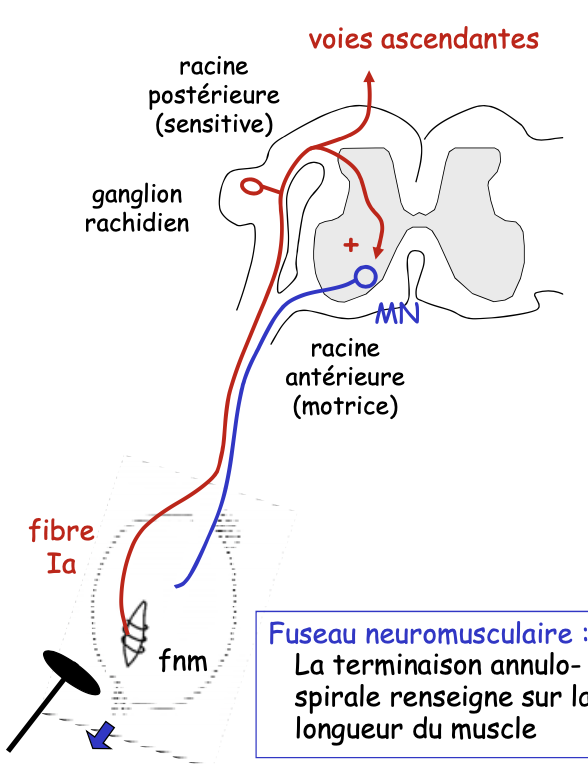 voies ascendantes
racine
postérieure
(sensitive)
ganglion
rachidien
+
MN
racine
antérieure
(motrice)
fibre
Ia
fnm
Fuseau neuromusculaire :
La terminaison annulo-
spirale renseigne sur la
longueur du muscle